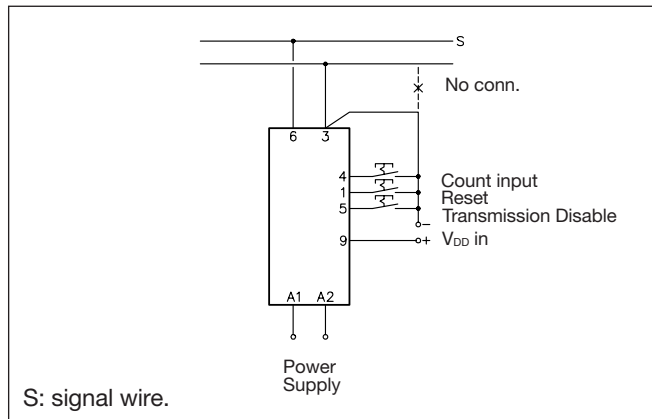 S
No conn.
6 3
4 Count input
1 Reset
5 Transmission Disable
−
9 + VDD in
A1 A2
Power
Supply
S: signal wire.